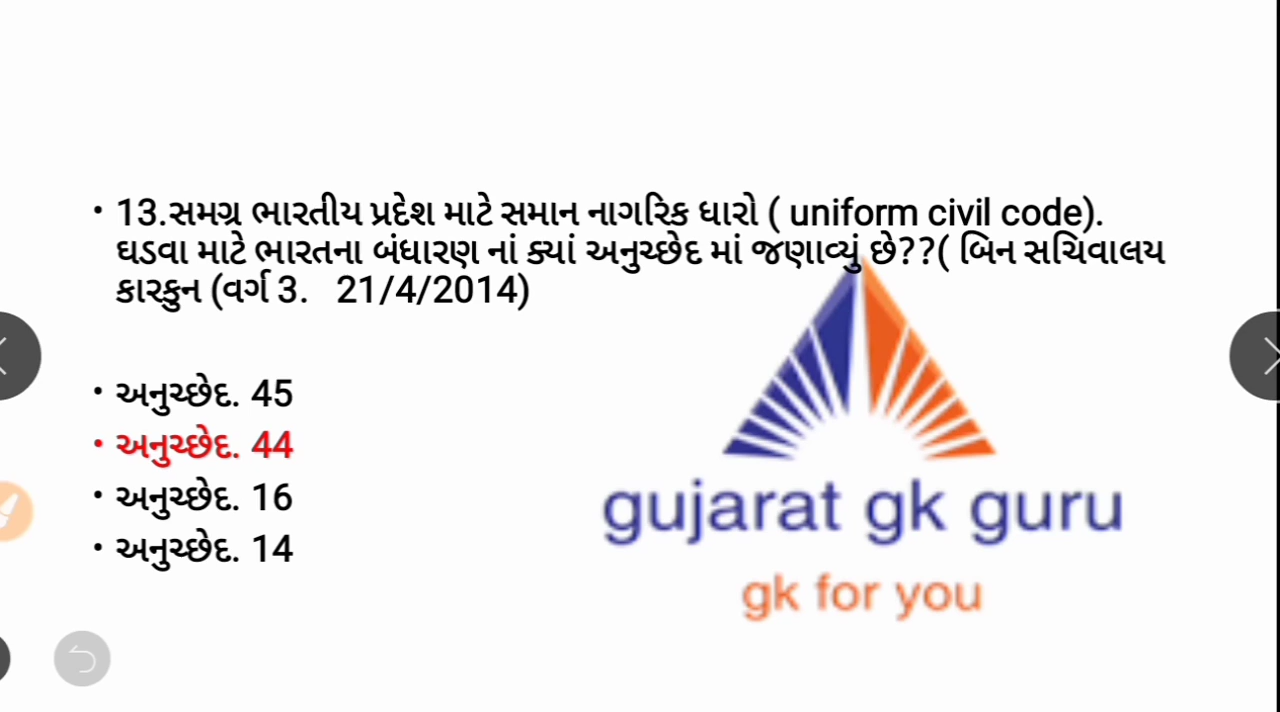 • 13.સમગ્ર ભારતીય પ્રદેશ માટે સમાન નાગરિક ધારો ( uniform civil code).
ઘડવા માટે ભારતના બંધારણ નાં ક્યાં અનુચ્છેદ માં જણાવ્યું છે??( બિન સચિવાલય
કારકુન (વર્ગ 3. 21/4/2014)
• અનુચ્છેદ. 45
• અનુચ્છેદ. 44
• અનુચ્છેદ. 16
• અનુચ્છેદ. 14
gujarat gk guru
gk for you